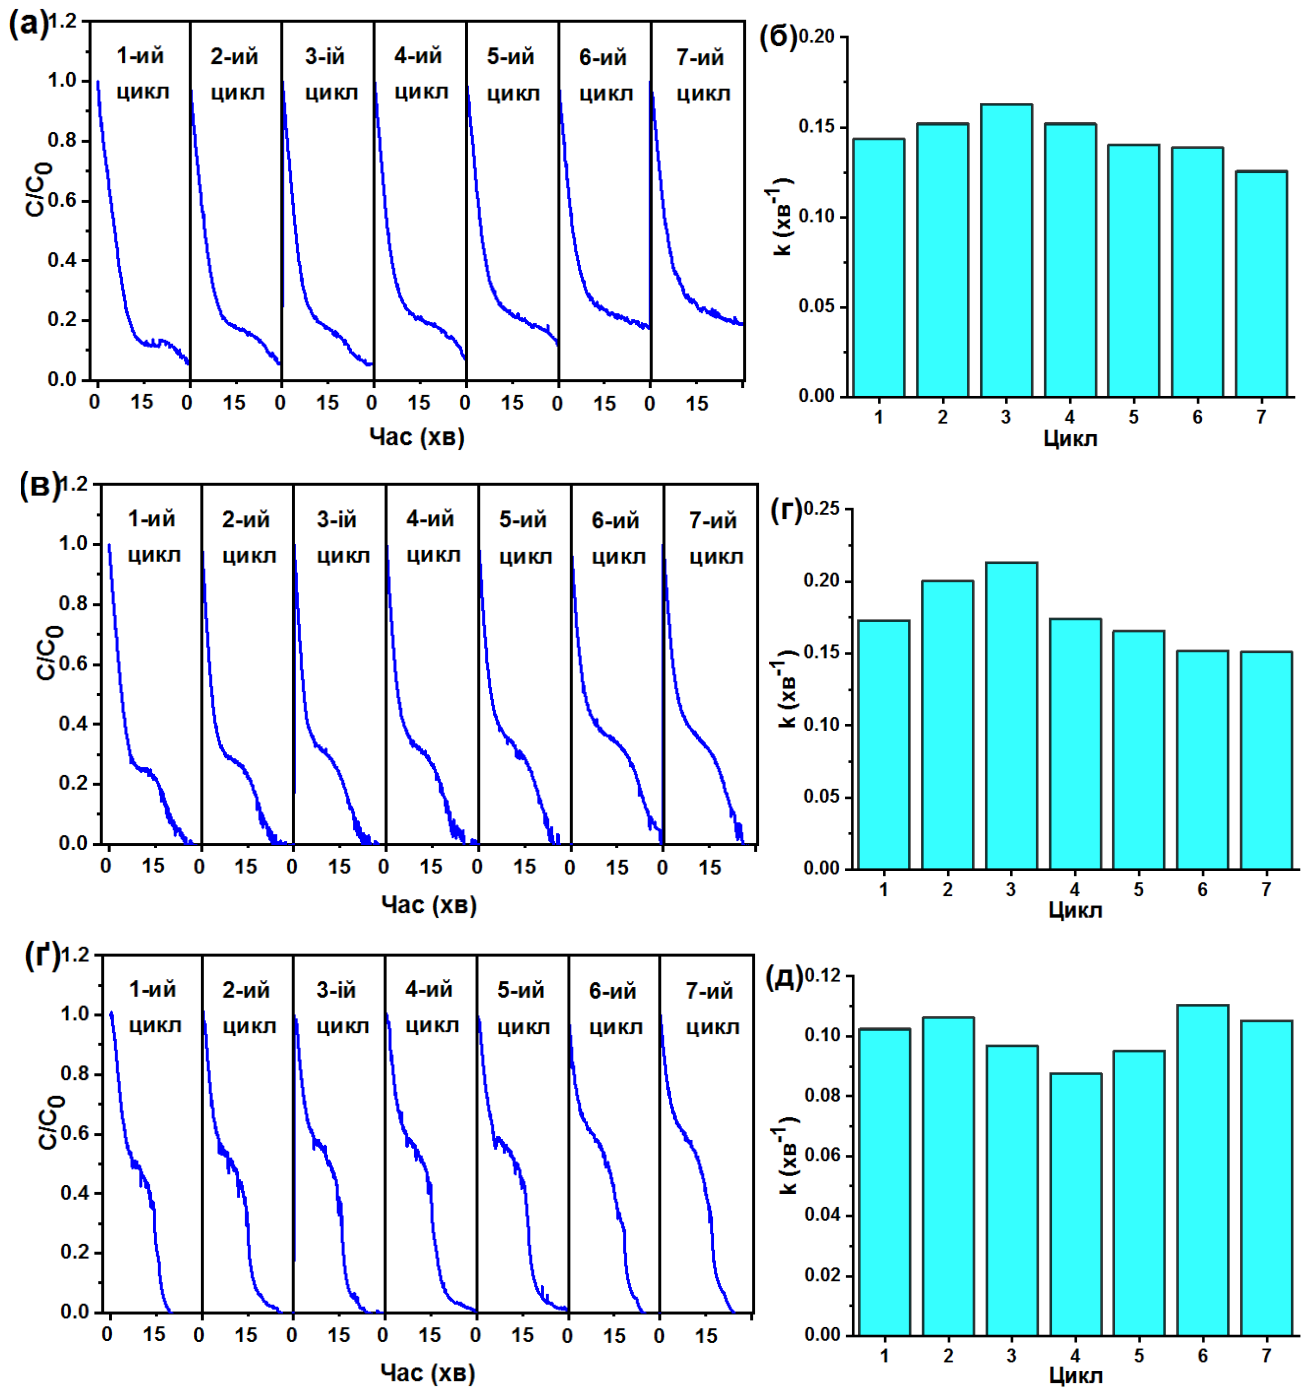 (а)
1.2
1.0
0.8
0.6
0.4
0.2
0.0
C/C0
1-ий
цикл
2-ий
цикл
3-ій
цикл
4-ий
цикл
5-ий
цикл
6-ий
цикл
7-ий
цикл
0 15 0 15 0 15 0 15 0 15 0 15 0 15
Час (хв)
(б)
0.20
0.15
0.10
0.05
0.00
k (хв-1)
1 2 3 4 5 6 7
Цикл
(в)
1.2
1.0
0.8
0.6
0.4
0.2
0.0
C/C0
1-ий
цикл
2-ий
цикл
3-ій
цикл
4-ий
цикл
5-ий
цикл
6-ий
цикл
7-ий
цикл
0 15 0 15 0 15 0 15 0 15 0 15 0 15
Час (хв)
(г)
0.25
0.20
0.15
0.10
0.05
0.00
k (хв-1)
1 2 3 4 5 6 7
Цикл
(ґ)
1.2
1.0
0.8
0.6
0.4
0.2
0.0
C/C0
1-ий
цикл
2-ий
цикл
3-ій
цикл
4-ий
цикл
5-ий
цикл
6-ий
цикл
7-ий
цикл
0 15 0 15 0 15 0 15 0 15 0 15 0 15
Час (хв)
(д)
0.12
0.10
0.08
0.06
0.04
0.02
0.00
k (хв-1)
1 2 3 4 5 6 7
Цикл